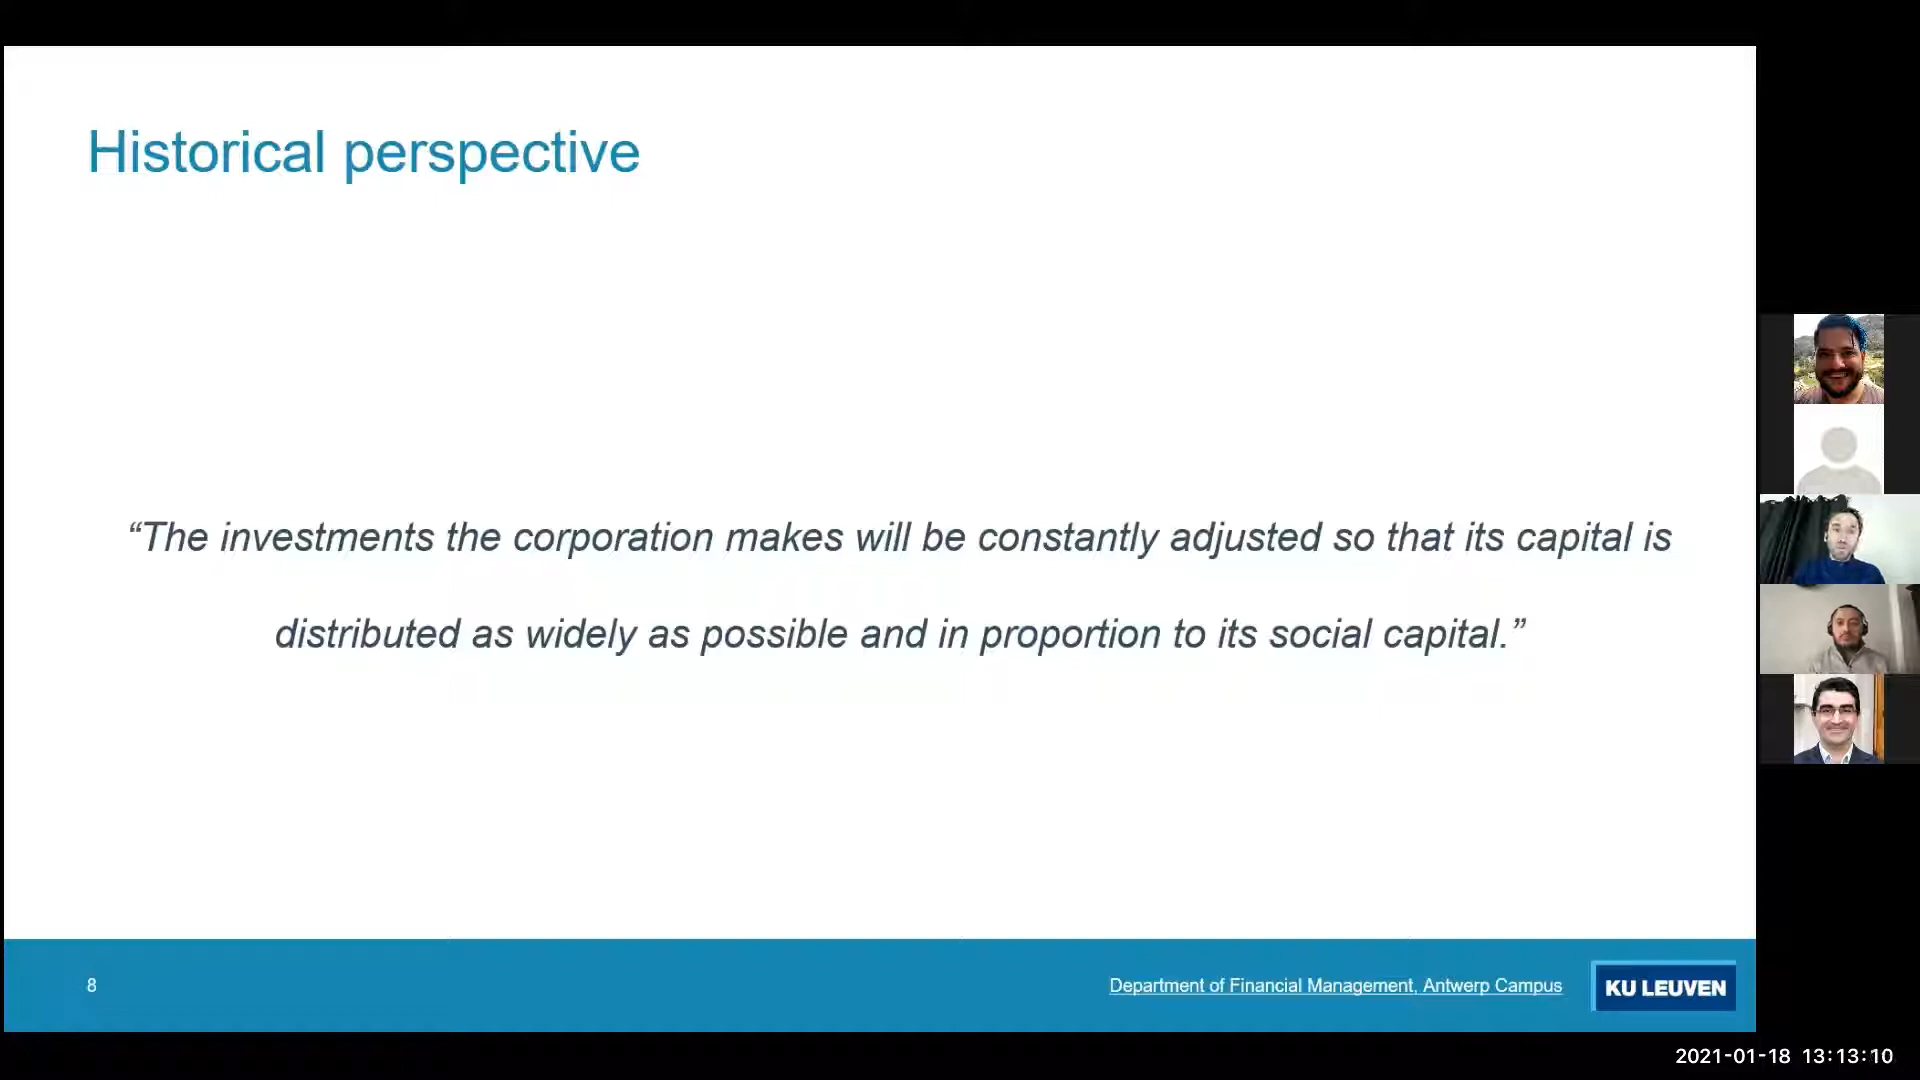 Historical perspective
“The investments the corporation makes will be constantly adjusted so that its capital is
distributed as widely as possible and in proportion to its social capital.”
8
Department of Financial Management, Antwerp Campus
KU LEUVEN
2021-01-18 13:13:10